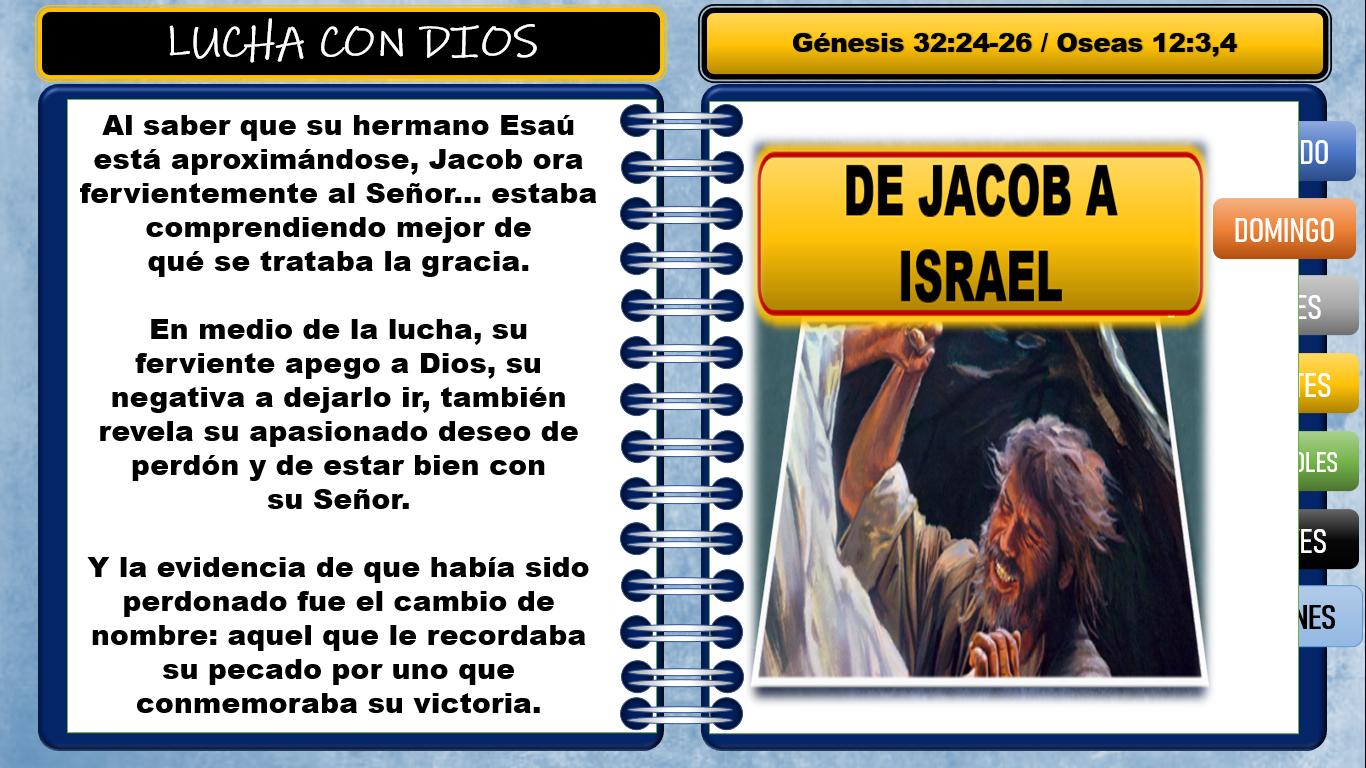 LUCHA CON DIOS
Génesis 32:24-26 / Oseas 12:3,4
Al saber que su hermano Esaú
está aproximándose, Jacob ora
fervientemente al Señor... estaba
comprendiendo mejor de
qué se trataba la gracia.
En medio de la lucha, su
ferviente apego a Dios, su
negativa a dejarlo ir, también
revela su apasionado deseo de
perdón y de estar bien con
su Señor.
Y la evidencia de que había sido
perdonado fue el cambio de
nombre: aquel que le recordaba
su pecado por uno que
conmemoraba su victoria.
DE JACOB A
ISRAEL
DO
DOMINGO
ES
TES
OLES
ES
NES